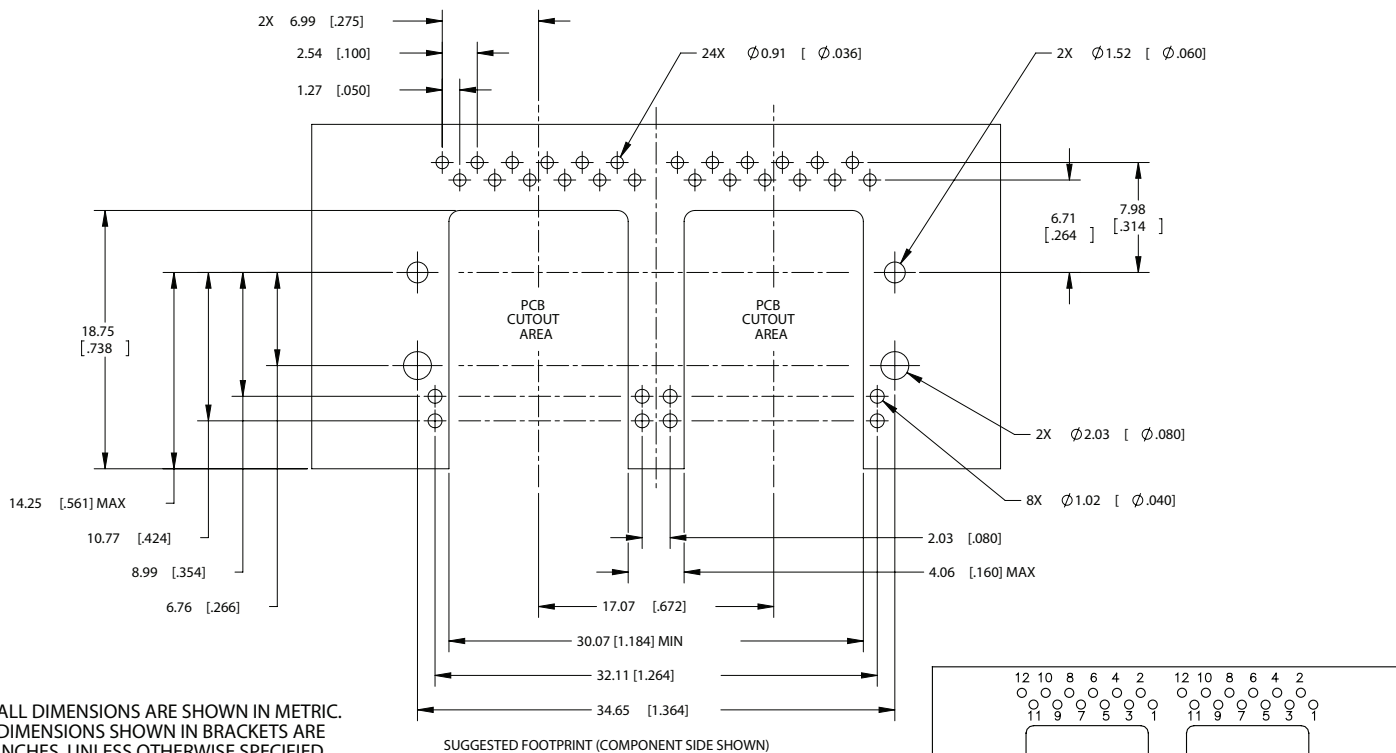 2X 6.99 [.275]
2.54 [.100]
1.27 [.050]
24X Ø0.91 [ Ø.036]
2X Ø1.52 [ Ø.060]
7.98
[.314 ]
6.71
[.264 ]
PCB
CUTOUT
AREA
PCB
CUTOUT
AREA
18.75
[.738 ]
2X Ø2.03 [ Ø.080]
8X Ø1.02 [ Ø.040]
14.25 [.561] MAX
10.77 [.424]
8.99 [.354]
6.76 [.266]
2.03 [.080]
4.06 [.160] MAX
17.07 [.672]
30.07 [1.184] MIN
32.11 [1.264]
34.65 [1.364]
ALL DIMENSIONS ARE SHOWN IN METRIC.
DIMENSIONS SHOWN IN BRACKETS ARE
INCHES, UNLESS OTHERWISE SPECIFIED
SUGGESTED FOOTPRINT (COMPONENT SIDE SHOWN)
12 10 8 6 4 2 12 10 8 6 4 2
11 9 7 5 3 1 11 9 7 5 3 1